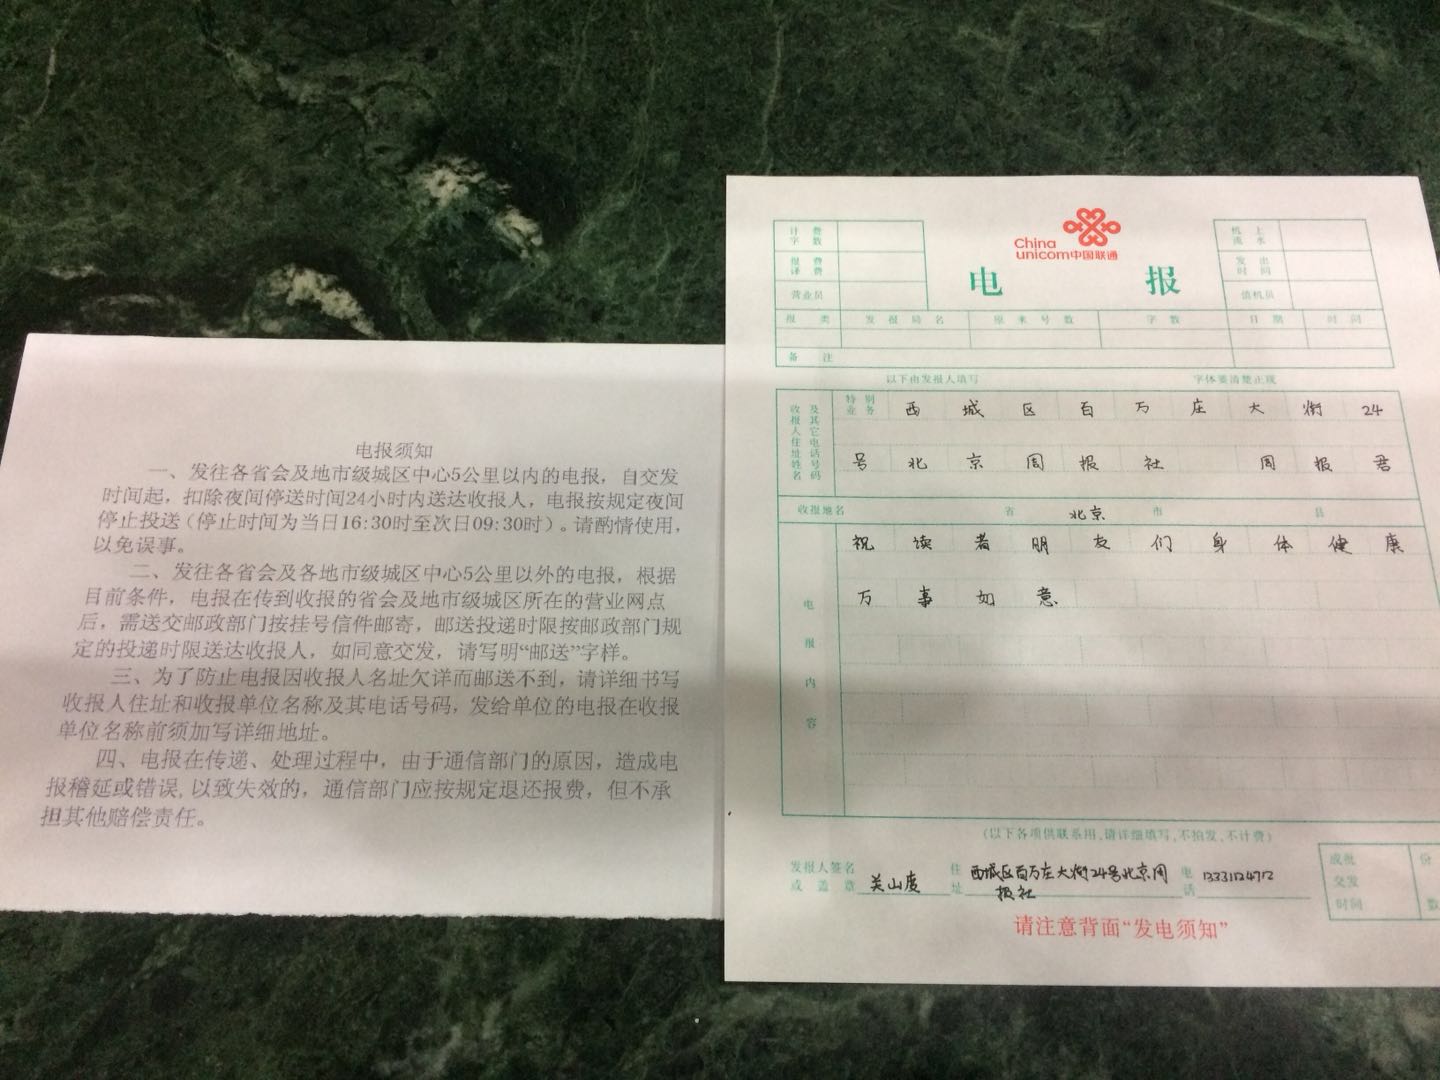 电报须知
一、发往各省会及地市级城区中心5公里以内的电报，自交发
时间起，扣除夜间停送时间24小时内送达收报人，电报按规定夜间
停止投送（停止时间为当日16:30时至次日09:30时）。请酌情使用，
以免误事。
二、发往各省会及各地市级城区中心5公里以外的电报，根据
目前条件，电报在传到收报的省会及地市级城区所在的营业网点
后，需送交邮政部门按挂号信件邮寄，邮送投递时限按邮政部门规
定的投递时限送达收报人，如同意交发，请写明“邮送”字样。
三、为了防止电报因收报人名址欠详而邮送不到，请详细书写
收报人住址和收报单位名称及其电话号码，发给单位的电报在收报
单位名称前须加写详细地址。
四、电报在传递、处理过程中，由于通信部门的原因，造成电
报稽延或错误，以致失效的，通信部门应按规定退还报费，但不承
担其他赔偿责任。
计费字数
报费译费
营业员
China
unicom中国联通
电 报
机上流水
发出时间
值机员
报类 发报局名 原来号数 字数 日期 时间
备注
以下由发报人填写 字体要清楚正规
收报人住址姓名及其它电话号码
特别业务
西城区百万庄大街24
号北京周报社 周报君
收报地名 省 北京 市 县
电报内容
祝读者朋友们身体健康
万事如意
(以下各项供联系用,请详细填写,不拍发,不计费)
发报人签名或盖章 关山度
住址 西城区百万庄大街24号北京周
报社
电话 13331124712
成批交发时间
份数
请注意背面“发电须知”